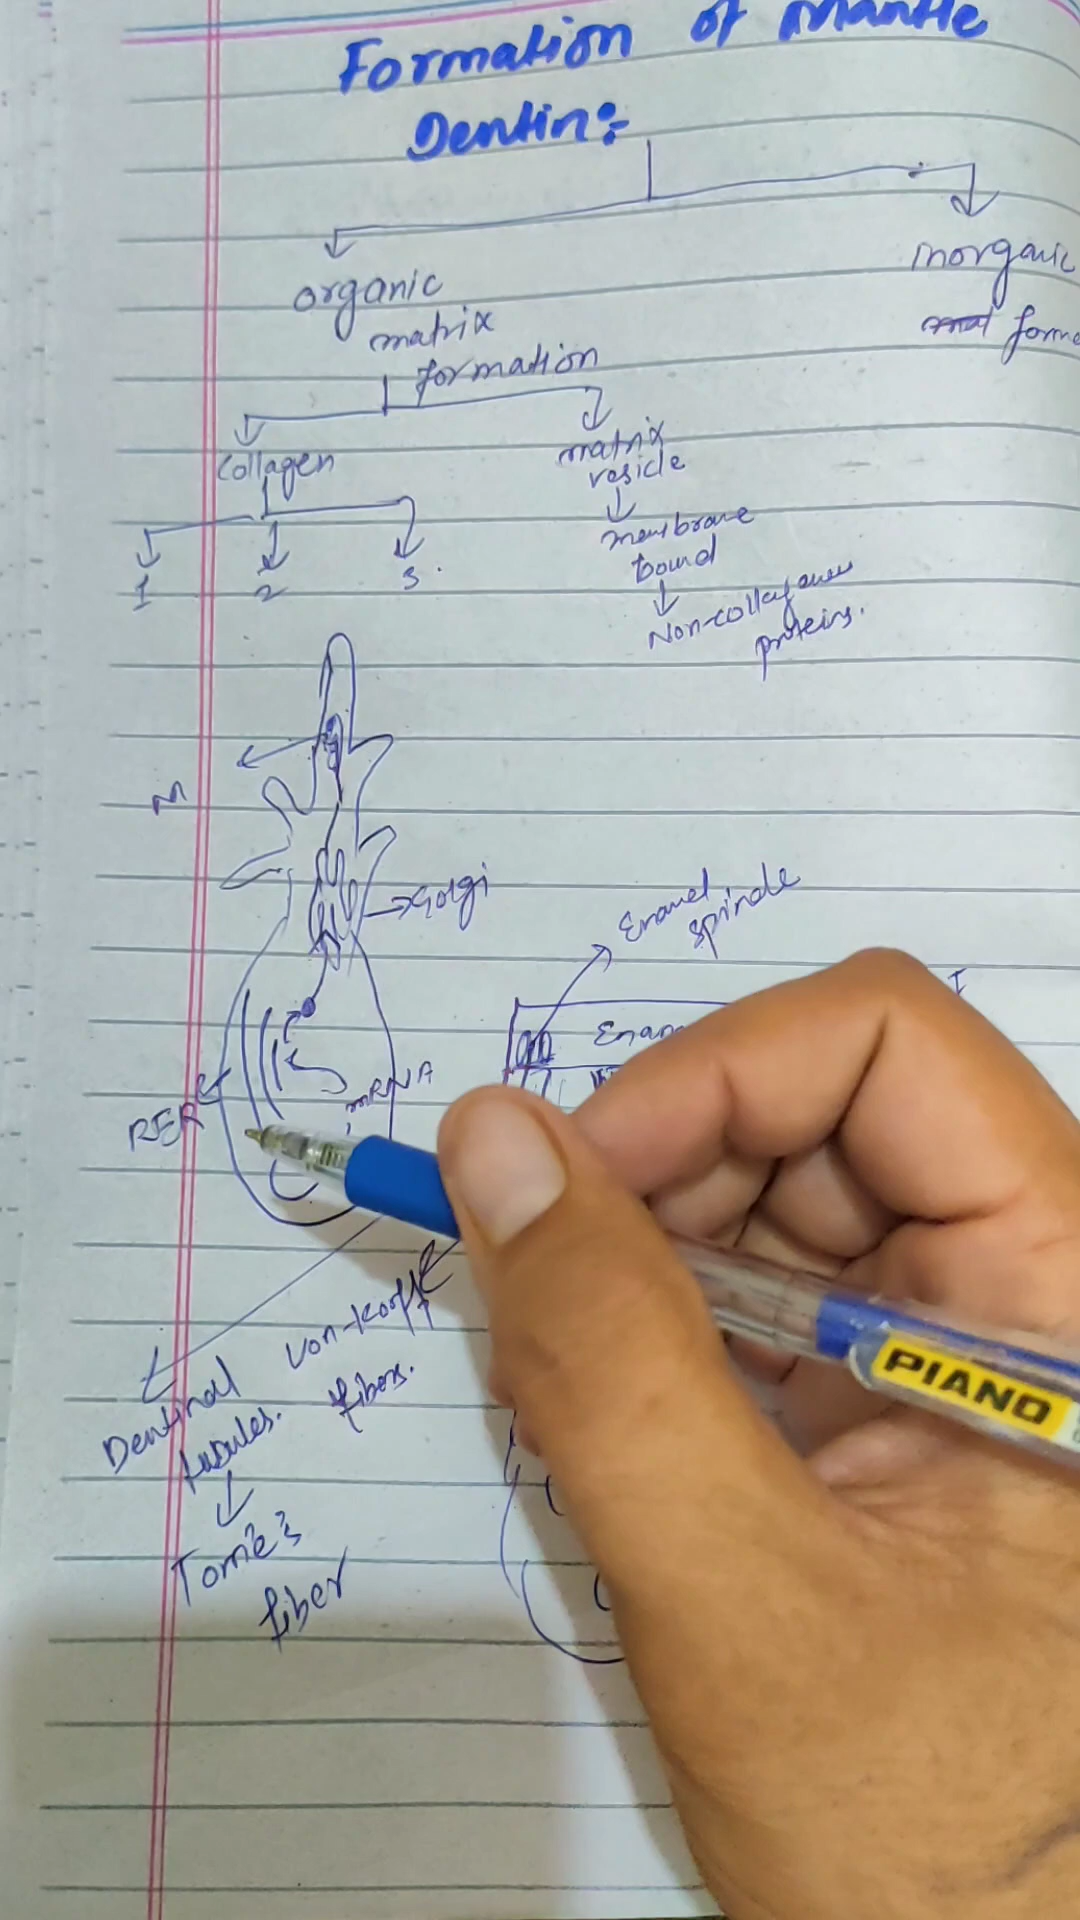 Formation of Mantle
Dentin:-
organic
matrix
formation
inorganic
collagen
matrix
vesicle
membrane
bound
Non-collagenous
proteins.
1
2
3.
M
Golgi
mRNA
RER
Enamel
spindle
I
Von-Korff
fibers.
Dentinal
tubules.
Tome's
fiber
PIANO